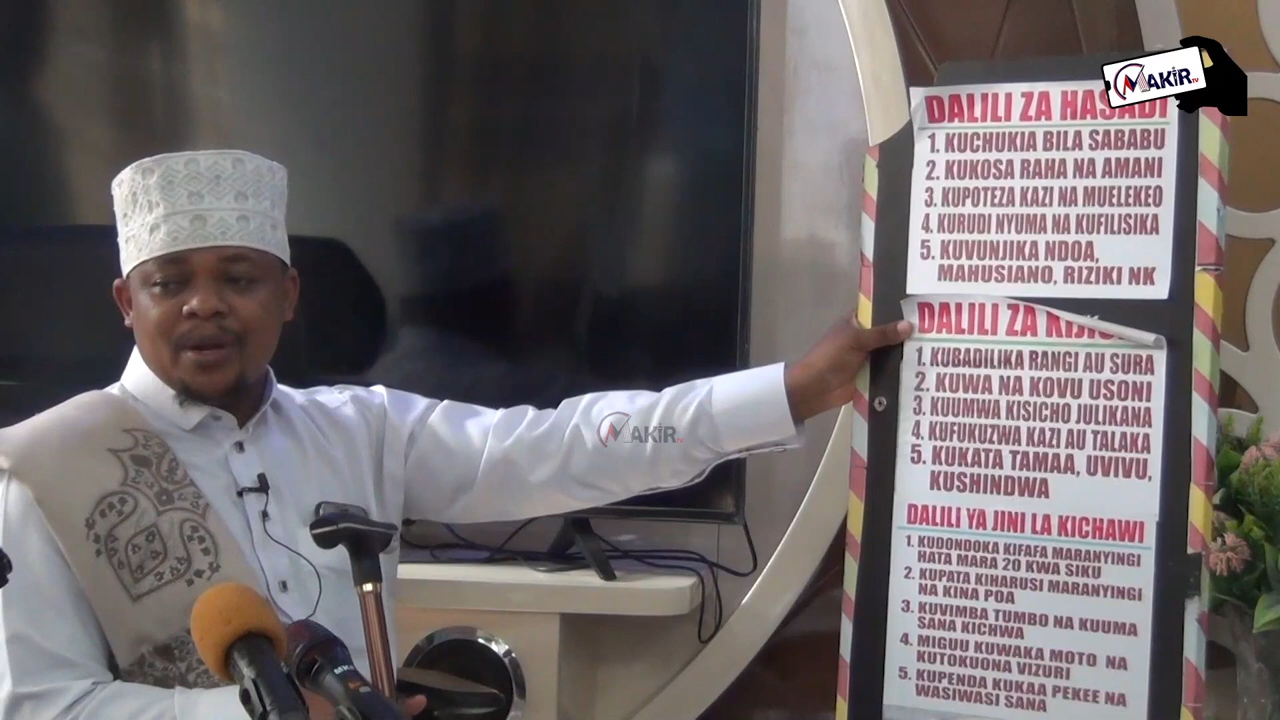 MAKIR TV
DALILI ZA HASADI
1. KUCHUKIA BILA SABABU
2. KUKOSA RAHA NA AMANI
3. KUPOTEZA KAZI NA MUELEKEO
4. KURUDI NYUMA NA KUFILISIKA
5. KUVUNJIKA NDOA,
MAHUSIANO, RIZIKI NK
DALILI ZA
1. KUBADILIKA RANGI AU SURA
2. KUWA NA KOVU USONI
3. KUUMWA KISICHO JULIKANA
4. KUFUKUZWA KAZI AU TALAKA
5. KUKATA TAMAA, UVIVU,
KUSHINDWA
DALILI YA JINI LA KICHAWI
1. KUDONDOKA KIFAFA MARANYINGI
HATA MARA 20 KWA SIKU
2. KUPATA KIHARUSI MARANYINGI
NA KINA POA
3. KUVIMBA TUMBO NA KUUMA
SANA KICHWA
4. MIGUU KUWAKA MOTO NA
KUTOKUONA VIZURI
5. KUPENDA KUKAA PEKEE NA
WASIWASI SANA
MAKIR TV